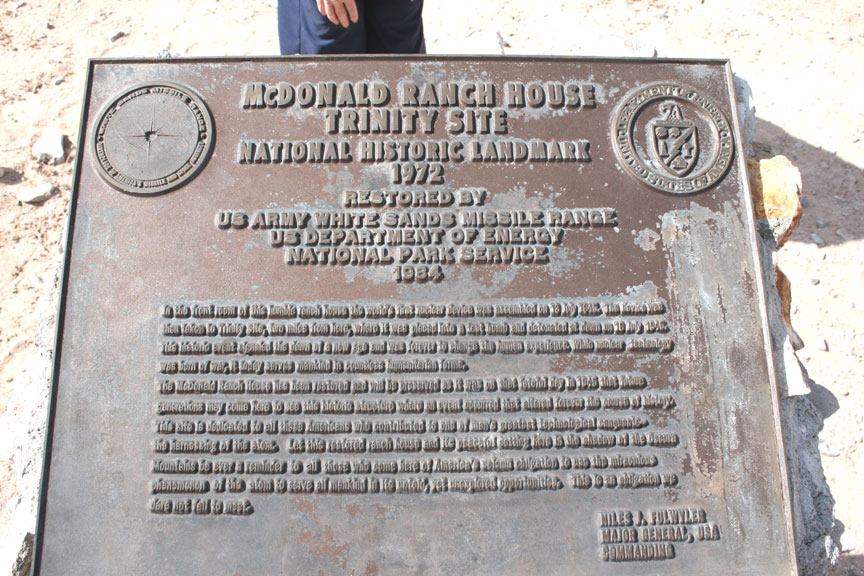 McDONALD RANCH HOUSE
TRINITY SITE
NATIONAL HISTORIC LANDMARK
1972
RESTORED BY
US ARMY WHITE SANDS MISSILE RANGE
US DEPARTMENT OF ENERGY
NATIONAL PARK SERVICE
1984
WHITE SANDS MISSILE RANGE
DEPARTMENT OF ENERGY
In the front room of this humble ranch house the world's first nuclear device was assembled on 13 July 1945. The device was
then taken to Trinity Site, two miles from here, where it was placed into a test and detonated at dawn on 16 July 1945.
This historic event signaled the dawn of a new age and was forever to change the human experience. While nuclear technology
was born of war, it today serves mankind in countless humanitarian forms.
The McDonald Ranch House has been restored and will be preserved as it was on that fateful day in 1945 that future
generations may come here to see this historic structure where an event occurred that altered forever the course of history.
This site is dedicated to all those Americans who contributed to one of man's greatest technological conquests -
the harnessing of the atom. Let this restored ranch house and its peaceful setting here in the shadow of the Oscura
Mountains be ever a reminder to all those who come here of America's solemn obligation to use the miraculous
phenomenon of the atom to serve all mankind in its untold, yet unexplored opportunities. This is an obligation we
dare not fail to meet.
NILES J. FULWYLER
MAJOR GENERAL, USA
COMMANDING